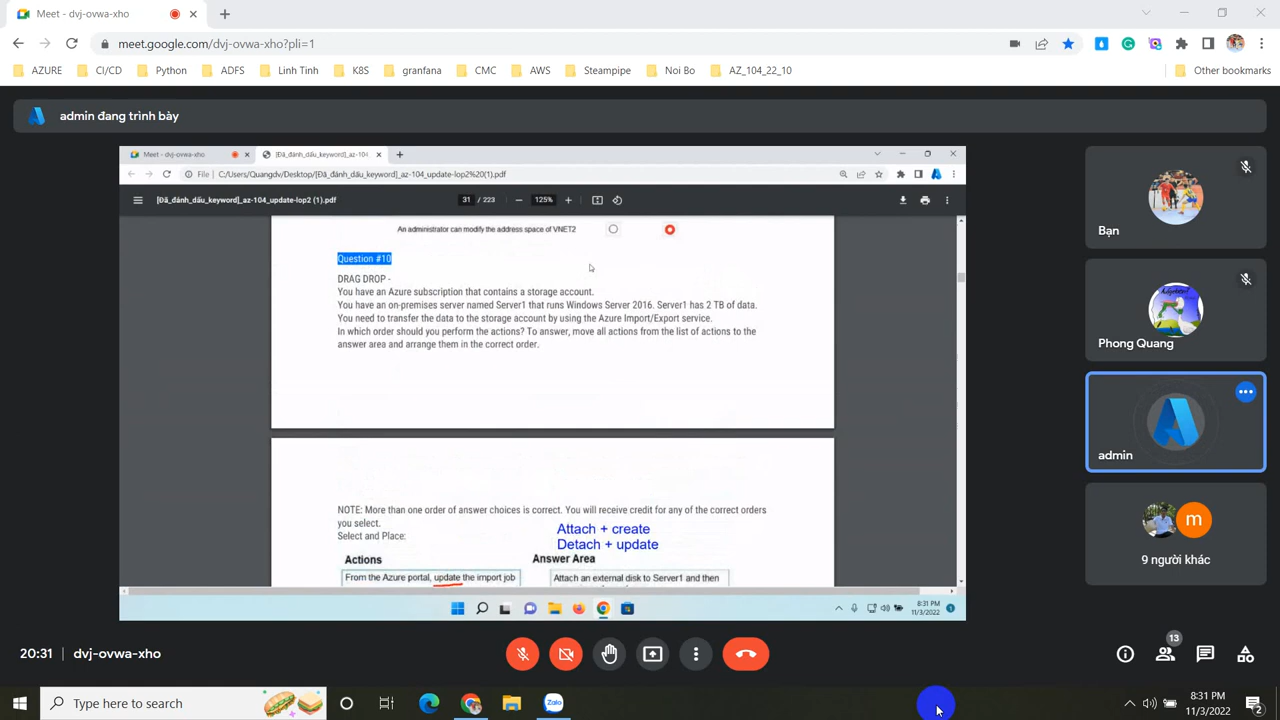 Meet - dvj-ovwa-xho
meet.google.com/dvj-ovwa-xho?pli=1
AZURE CI/CD Python ADFS Linh Tinh K8S granfana CMC AWS Steampipe Noi Bo AZ_104_22_10 Other bookmarks
admin đang trình bày
Meet - dvj-ovwa-xho [Đã_đánh_dấu_keyword]_az-104
File C:/Users/Quangdv/Desktop/[Đã_đánh_dấu_keyword]_az-104_update-lop2%20(1).pdf
[Đã_đánh_dấu_keyword]_az-104_update-lop2 (1).pdf 31 / 223 125%
An administrator can modify the address space of VNET2
Question #10
DRAG DROP -
You have an Azure subscription that contains a storage account.
You have an on-premises server named Server1 that runs Windows Server 2016. Server1 has 2 TB of data.
You need to transfer the data to the storage account by using the Azure Import/Export service.
In which order should you perform the actions? To answer, move all actions from the list of actions to the
answer area and arrange them in the correct order.
NOTE: More than one order of answer choices is correct. You will receive credit for any of the correct orders
you select.
Select and Place:
Attach + create
Detach + update
Actions
Answer Area
From the Azure portal, update the import job
Attach an external disk to Server1 and then
8:31 PM
11/3/2022
1
Bạn
Phong Quang
admin
m
9 người khác
20:31 dvj-ovwa-xho
13
Type here to search
8:31 PM
11/3/2022
2